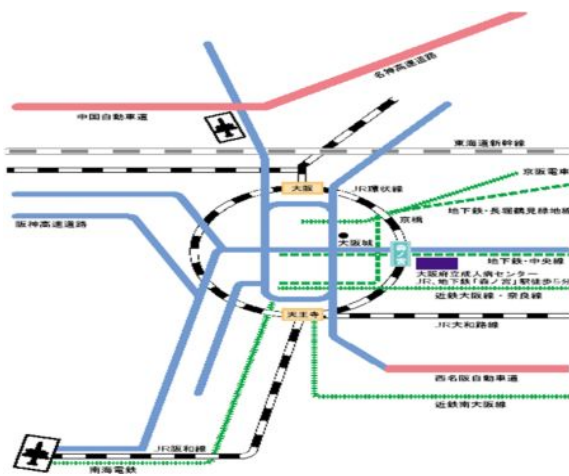 名神高速道路
中国自動車道
東海道新幹線
京阪電車
大阪
JR環状線
京橋
地下鉄・長堀鶴見緑地線
阪神高速道路
大阪城
森ノ宮
地下鉄・中央線
大阪府立成人病センター
JR、地下鉄「森ノ宮」駅徒歩5分
近鉄大阪線・奈良線
天王寺
JR大和路線
西名阪自動車道
近鉄南大阪線
JR阪和線
南海電鉄